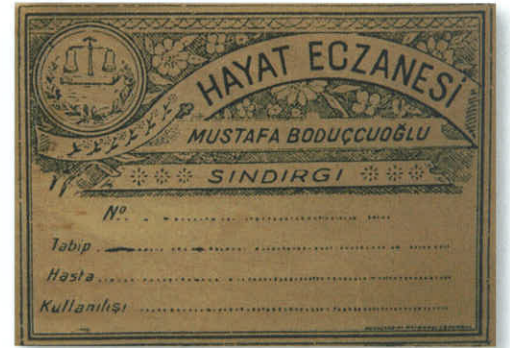 HAYAT ECZANESİ
MUSTAFA BODUÇCUOĞLU
SINDIRGI
Nº
Tabip
Hasta
Kullanılışı